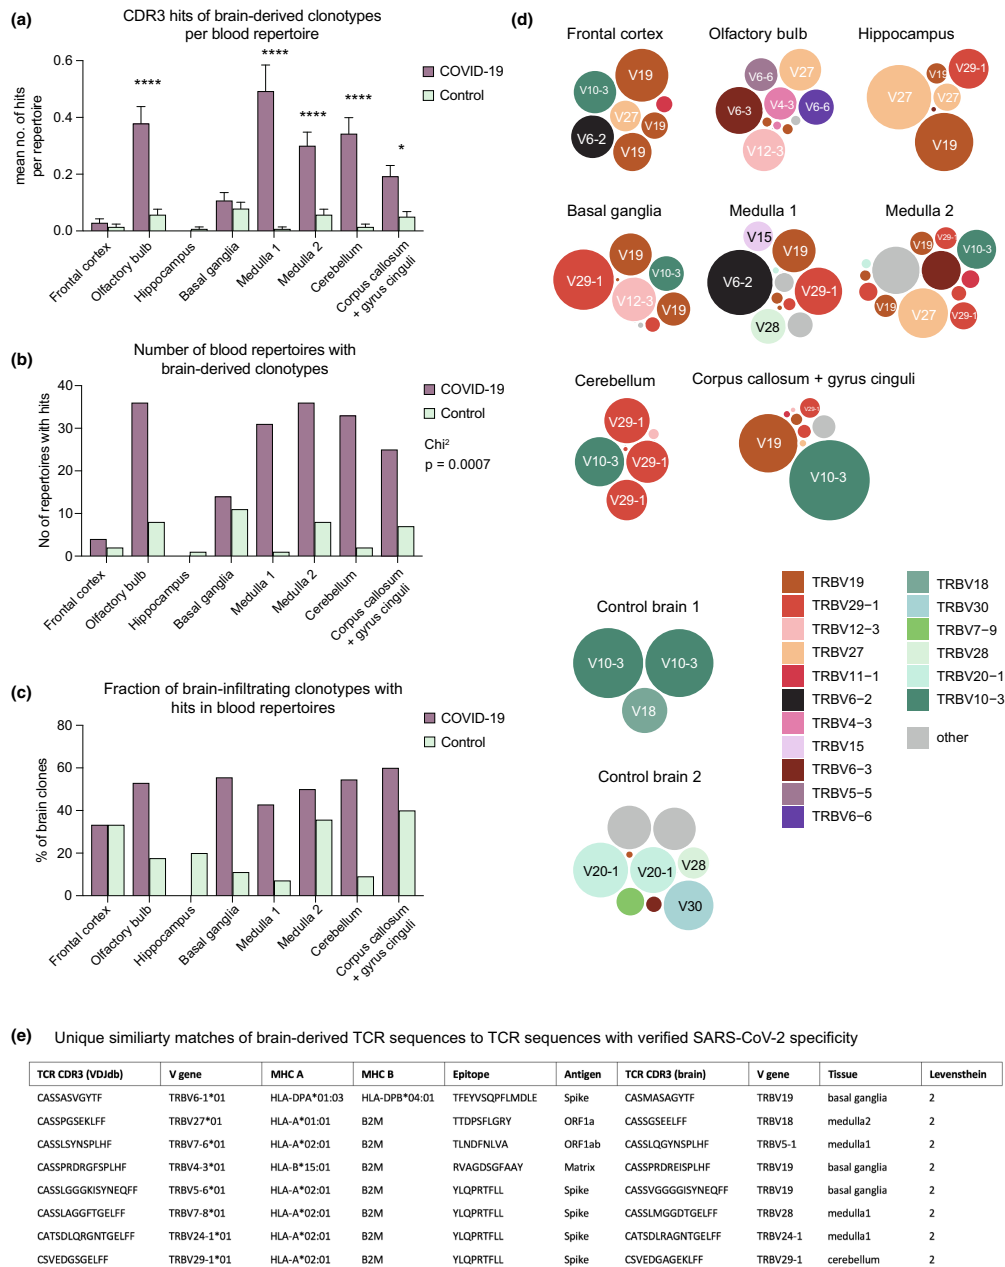 (a)
CDR3 hits of brain-derived clonotypes
per blood repertoire
mean no. of hits
per repertoire
0.6
0.4
0.2
0.0
****
****
****
****
*
COVID-19
Control
Frontal cortex
Olfactory bulb
Hippocampus
Basal ganglia
Medulla 1
Medulla 2
Cerebellum
Corpus callosum
+ gyrus cinguli
(b)
Number of blood repertoires with
brain-derived clonotypes
No of repertoires with hits
40
30
20
10
0
COVID-19
Control
Chi²
p = 0.0007
Frontal cortex
Olfactory bulb
Hippocampus
Basal ganglia
Medulla 1
Medulla 2
Cerebellum
Corpus callosum
+ gyrus cinguli
(c)
Fraction of brain-infiltrating clonotypes with
hits in blood repertoires
% of brain clones
80
60
40
20
0
COVID-19
Control
Frontal cortex
Olfactory bulb
Hippocampus
Basal ganglia
Medulla 1
Medulla 2
Cerebellum
Corpus callosum
+ gyrus cinguli
(d)
Frontal cortex
V19
V10-3
V27
V19
V6-2
V19
Olfactory bulb
V6-6
V27
V6-3
V4-3
V6-6
V12-3
Hippocampus
V19
V29-1
V27
V27
V19
Basal ganglia
V19
V29-1
V10-3
V12-3
V19
Medulla 1
V15
V19
V6-2
V29-1
V28
Medulla 2
V19
V29-1
V10-3
V19
V27
V29-1
Cerebellum
V29-1
V10-3
V29-1
V29-1
Corpus callosum + gyrus cinguli
V29-1
V19
V10-3
Control brain 1
V10-3
V10-3
V18
Control brain 2
V20-1
V20-1
V28
V30
TRBV19
TRBV29−1
TRBV12−3
TRBV27
TRBV11−1
TRBV6−2
TRBV4−3
TRBV15
TRBV6−3
TRBV5−5
TRBV6−6
TRBV18
TRBV30
TRBV7−9
TRBV28
TRBV20−1
TRBV10−3
other
(e) Unique similiarty matches of brain-derived TCR sequences to TCR sequences with verified SARS-CoV-2 specificity
TCR CDR3 (VDJdb) V gene MHC A MHC B Epitope Antigen TCR CDR3 (brain) V gene Tissue Levensthein
CASSASVGYTF TRBV6-1*01 HLA-DPA*01:03 HLA-DPB*04:01 TFEYVSQPFLMDLE Spike CASMASAGYTF TRBV19 basal ganglia 2
CASSPGSEKLFF TRBV27*01 HLA-A*01:01 B2M TTDPSFLGRY ORF1a CASSGSEELFF TRBV18 medulla2 2
CASSLSYNSPLHF TRBV7-6*01 HLA-A*02:01 B2M TLNDFNLVA ORF1ab CASSLQGYNSPLHF TRBV5-1 medulla1 2
CASSPRDRGFSPLHF TRBV4-3*01 HLA-B*15:01 B2M RVAGDSGFAAY Matrix CASSPRDREISPLHF TRBV19 basal ganglia 2
CASSLGGGKISYNEQFF TRBV5-6*01 HLA-A*02:01 B2M YLQPRTFLL Spike CASSVGGGGISYNEQFF TRBV19 basal ganglia 2
CASSLAGGFTGELFF TRBV7-8*01 HLA-A*02:01 B2M YLQPRTFLL Spike CASSLMGGDTGELFF TRBV28 medulla1 2
CATSDLQRGNTGELFF TRBV24-1*01 HLA-A*02:01 B2M YLQPRTFLL Spike CATSDLRAGNTGELFF TRBV24-1 medulla1 2
CSVEDGSGELFF TRBV29-1*01 HLA-A*02:01 B2M YLQPRTFLL Spike CSVEDGAGEKLFF TRBV29-1 cerebellum 2